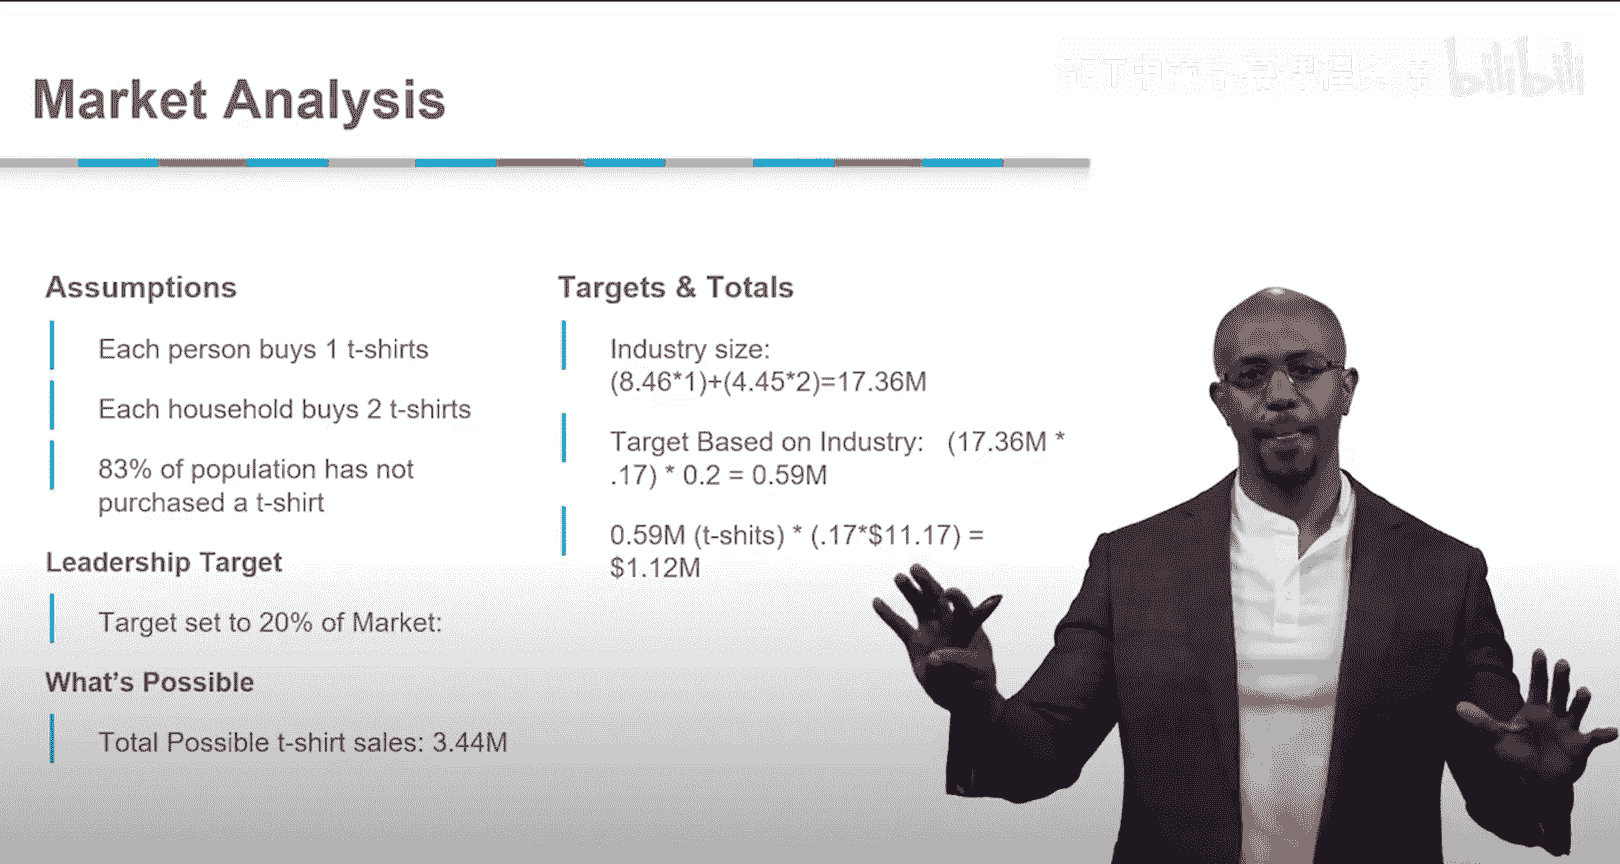 Market Analysis
bilibili
Assumptions
Each person buys 1 t-shirts
Each household buys 2 t-shirts
83% of population has not
purchased a t-shirt
Leadership Target
Target set to 20% of Market:
What's Possible
Total Possible t-shirt sales: 3.44M
Targets & Totals
Industry size:
(8.46*1)+(4.45*2)=17.36M
Target Based on Industry: (17.36M *
.17) * 0.2 = 0.59M
0.59M (t-shits) * (.17*$11.17) =
$1.12M